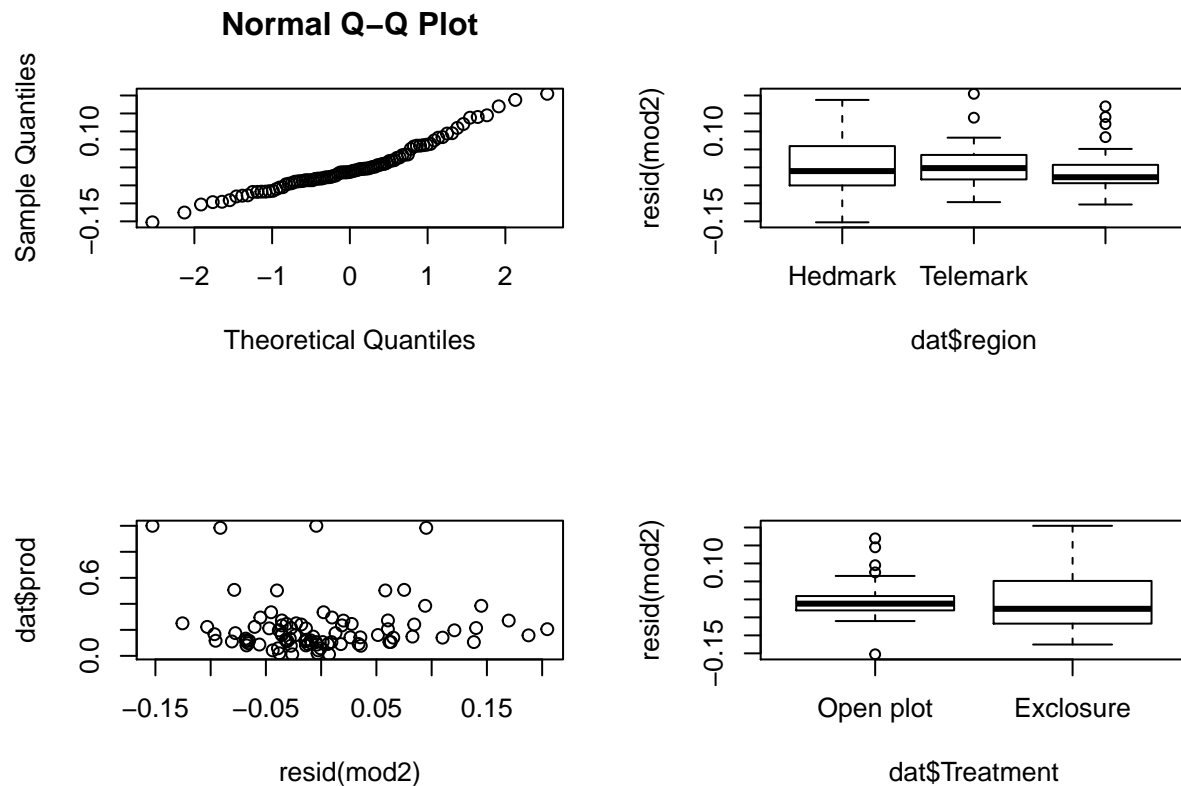 Normal Q−Q Plot
Sample Quantiles
−0.15 0.10
−2 −1 0 1 2
Theoretical Quantiles
resid(mod2)
−0.15 0.10
Hedmark Telemark
dat$region
dat$prod
0.0 0.6
−0.15 −0.05 0.05 0.15
resid(mod2)
resid(mod2)
−0.15 0.10
Open plot Exclosure
dat$Treatment